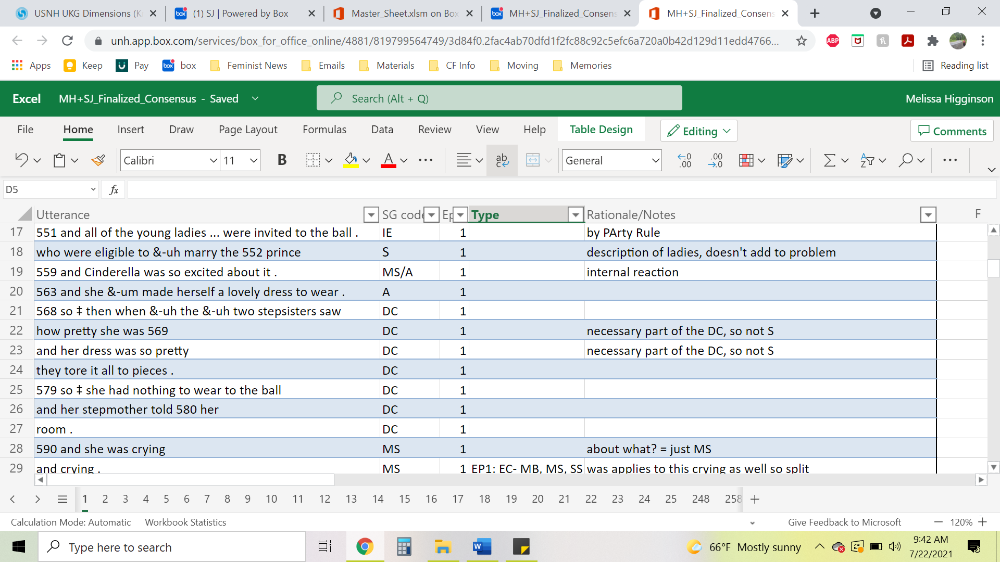 USNH UKG Dimensions (K
(1) SJ | Powered by Box
Master_Sheet.xlsm on Box
MH+SJ_Finalized_Consens
MH+SJ_Finalized_Consens
unh.app.box.com/services/box_for_office_online/4881/819799564749/3d84f0.2fac4ab70dfd1f2fc88c92c5efc6a720a0b42d129d11edd4766...
ABP
Apps Keep Pay box Feminist News Emails Materials CF Info Moving Memories Reading list
Excel MH+SJ_Finalized_Consensus - Saved Search (Alt + Q) Melissa Higginson
File Home Insert Draw Page Layout Formulas Data Review View Help Table Design Editing Comments
Calibri 11 B A ab c General
D5 fx
Utterance SG code Ep Type Rationale/Notes F
17 551 and all of the young ladies ... were invited to the ball . IE 1 by PArty Rule
18 who were eligible to &-uh marry the 552 prince S 1 description of ladies, doesn't add to problem
19 559 and Cinderella was so excited about it . MS/A 1 internal reaction
20 563 and she &-um made herself a lovely dress to wear . A 1
21 568 so ‡ then when &-uh the &-uh two stepsisters saw DC 1
22 how pretty she was 569 DC 1 necessary part of the DC, so not S
23 and her dress was so pretty DC 1 necessary part of the DC, so not S
24 they tore it all to pieces . DC 1
25 579 so ‡ she had nothing to wear to the ball DC 1
26 and her stepmother told 580 her DC 1
27 room . DC 1
28 590 and she was crying MS 1 about what? = just MS
29 and crying . MS 1 EP1: EC- MB, MS, SS was applies to this crying as well so split
1 2 3 4 5 6 7 8 9 10 11 12 13 14 15 16 17 18 19 20 21 22 23 24 25 248 258
Calculation Mode: Automatic Workbook Statistics Give Feedback to Microsoft 120%
Type here to search 66°F Mostly sunny 9:42 AM
7/22/2021